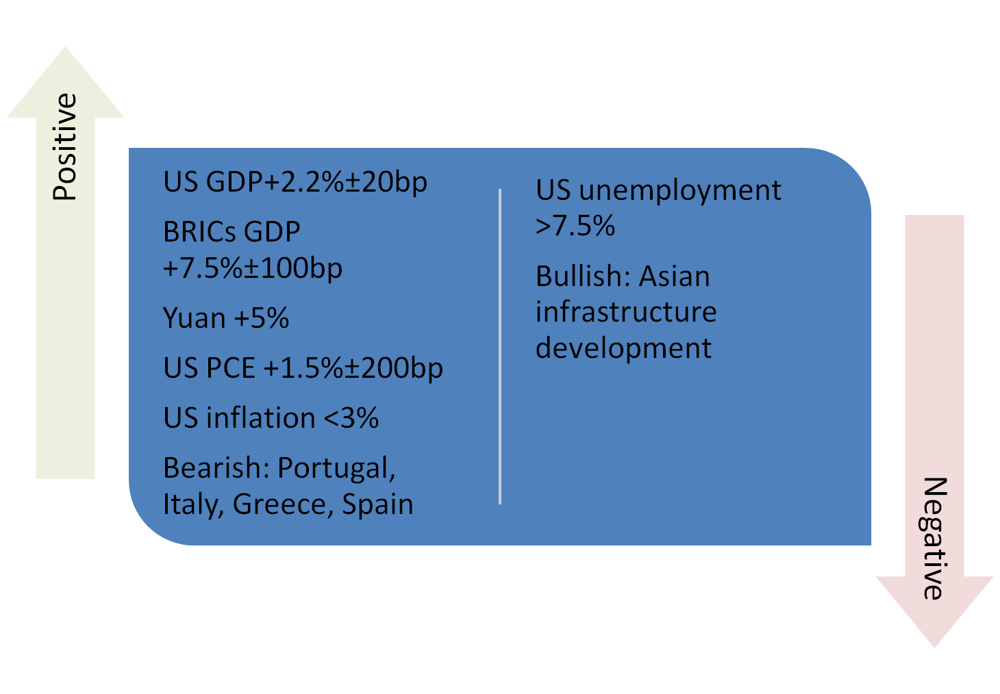 Positive
US GDP+2.2%±20bp
BRICs GDP
+7.5%±100bp
Yuan +5%
US PCE +1.5%±200bp
US inflation <3%
Bearish: Portugal,
Italy, Greece, Spain
US unemployment
>7.5%
Bullish: Asian
infrastructure
development
Negative